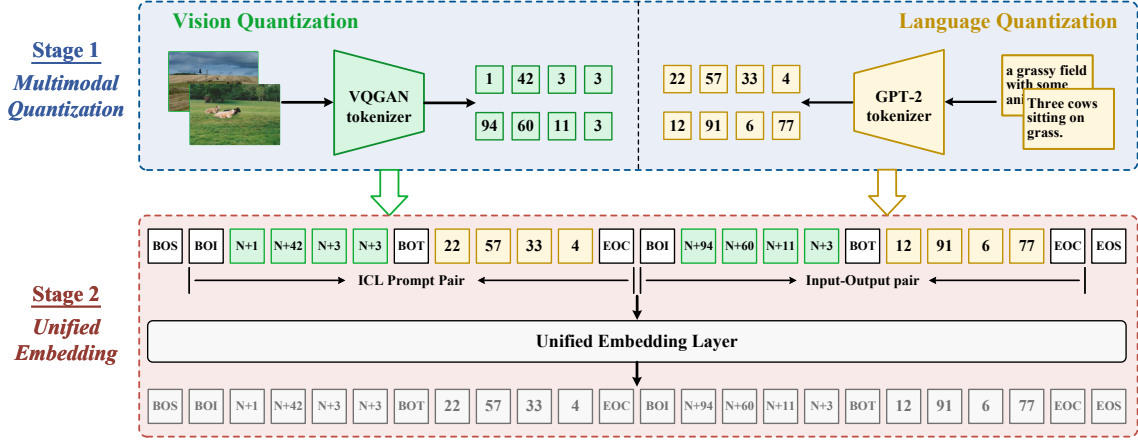 Vision Quantization
Language Quantization
Stage 1
Multimodal
Quantization
VQGAN
tokenizer
1 42 3 3
94 60 11 3
22 57 33 4
12 91 6 77
GPT-2
tokenizer
a grassy field
with some
ani
Three cows
sitting on
grass.
BOS BOI N+1 N+42 N+3 N+3 BOT 22 57 33 4 EOC BOI N+94 N+60 N+11 N+3 BOT 12 91 6 77 EOC EOS
ICL Prompt Pair
Input-Output pair
Stage 2
Unified
Embedding
Unified Embedding Layer
BOS BOI N+1 N+42 N+3 N+3 BOT 22 57 33 4 EOC BOI N+94 N+60 N+11 N+3 BOT 12 91 6 77 EOC EOS